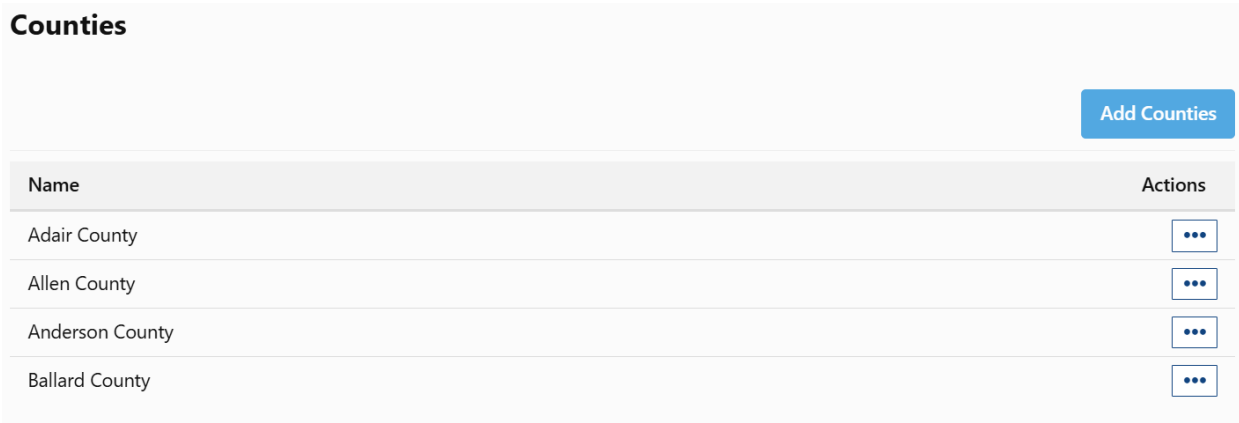 Counties
Add Counties
Name Actions
Adair County
Allen County
Anderson County
Ballard County